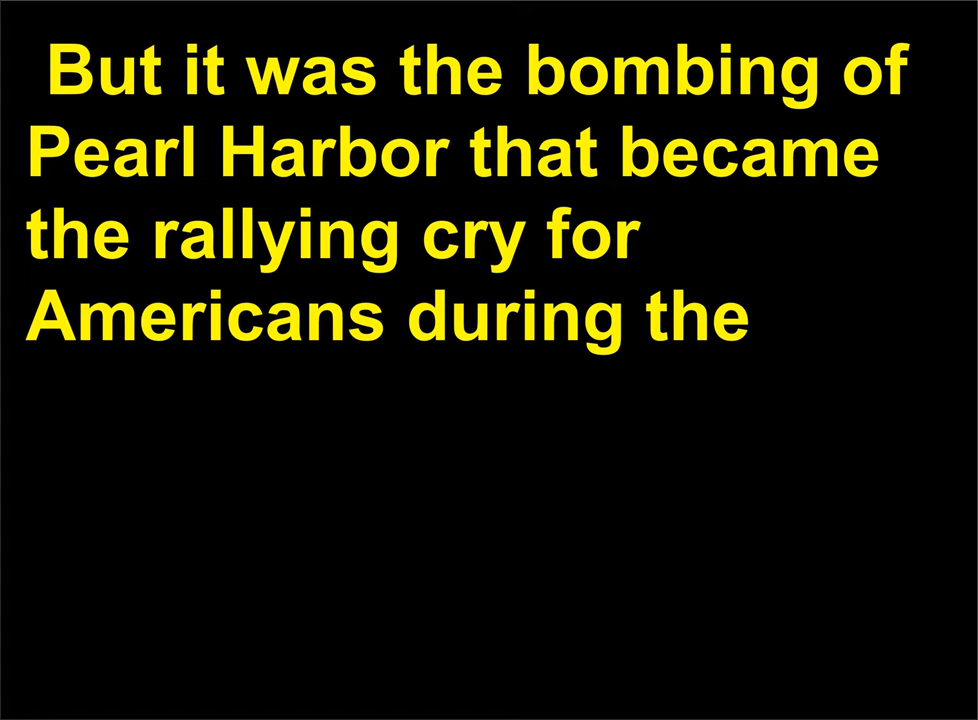 But it was the bombing of
Pearl Harbor that became
the rallying cry for
Americans during the